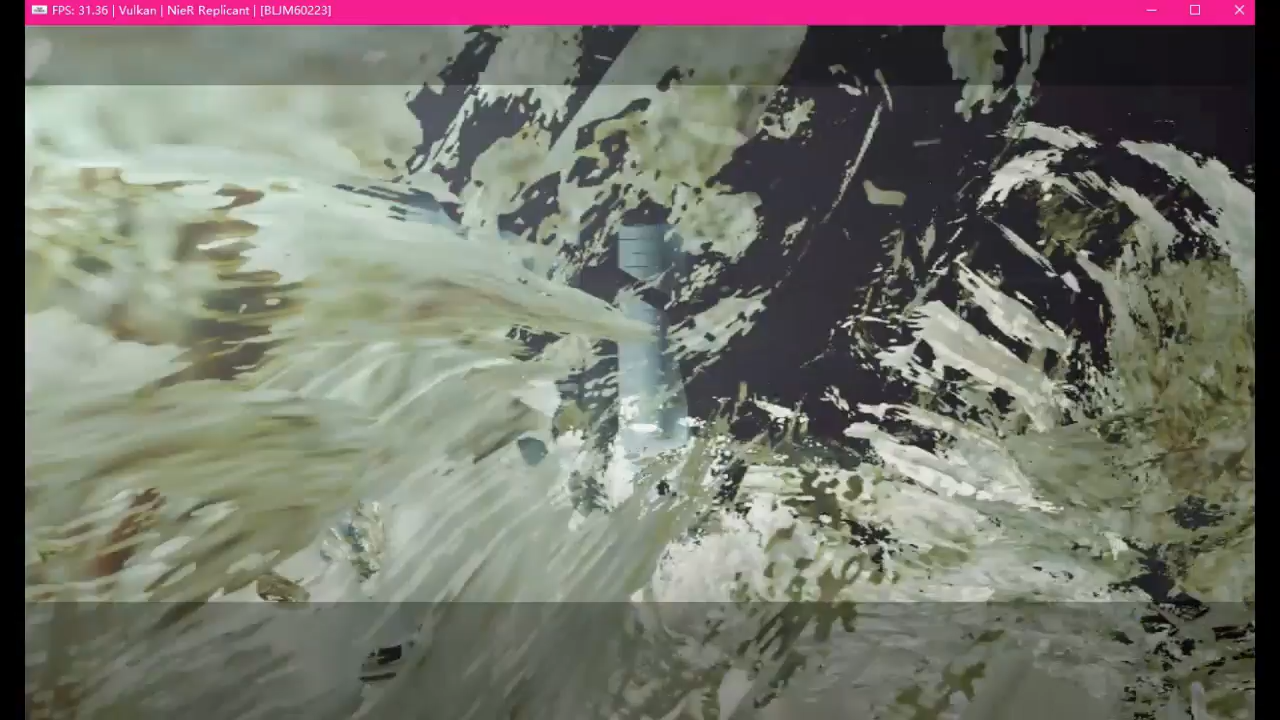 FPS: 31.36 | Vulkan | NieR Replicant | [BLJM60223]